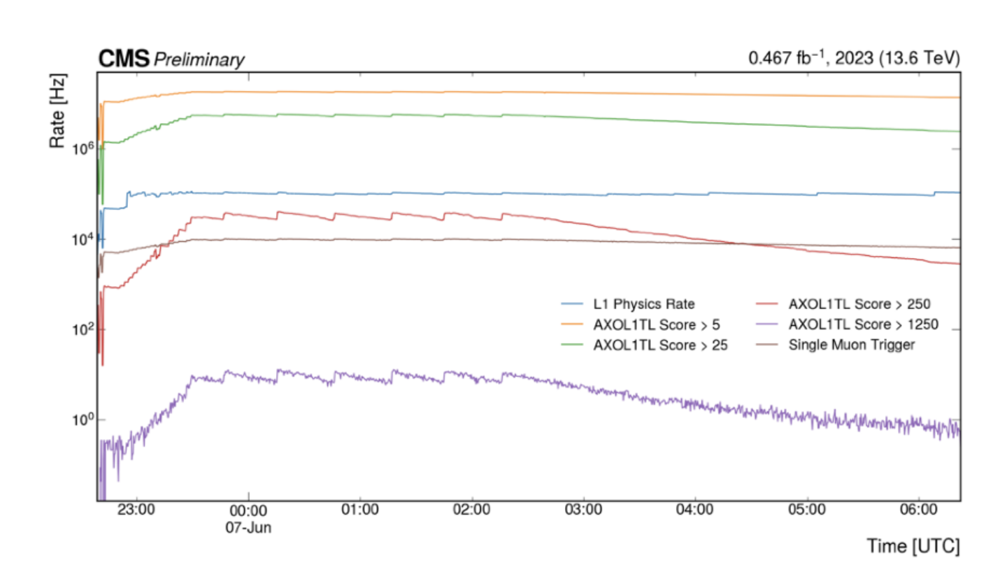 CMS Preliminary
0.467 fb⁻¹, 2023 (13.6 TeV)
Rate [Hz]
10⁶
10⁴
10²
10⁰
L1 Physics Rate
AXOL1TL Score > 5
AXOL1TL Score > 25
AXOL1TL Score > 250
AXOL1TL Score > 1250
Single Muon Trigger
23:00 00:00 01:00 02:00 03:00 04:00 05:00 06:00
07-Jun
Time [UTC]